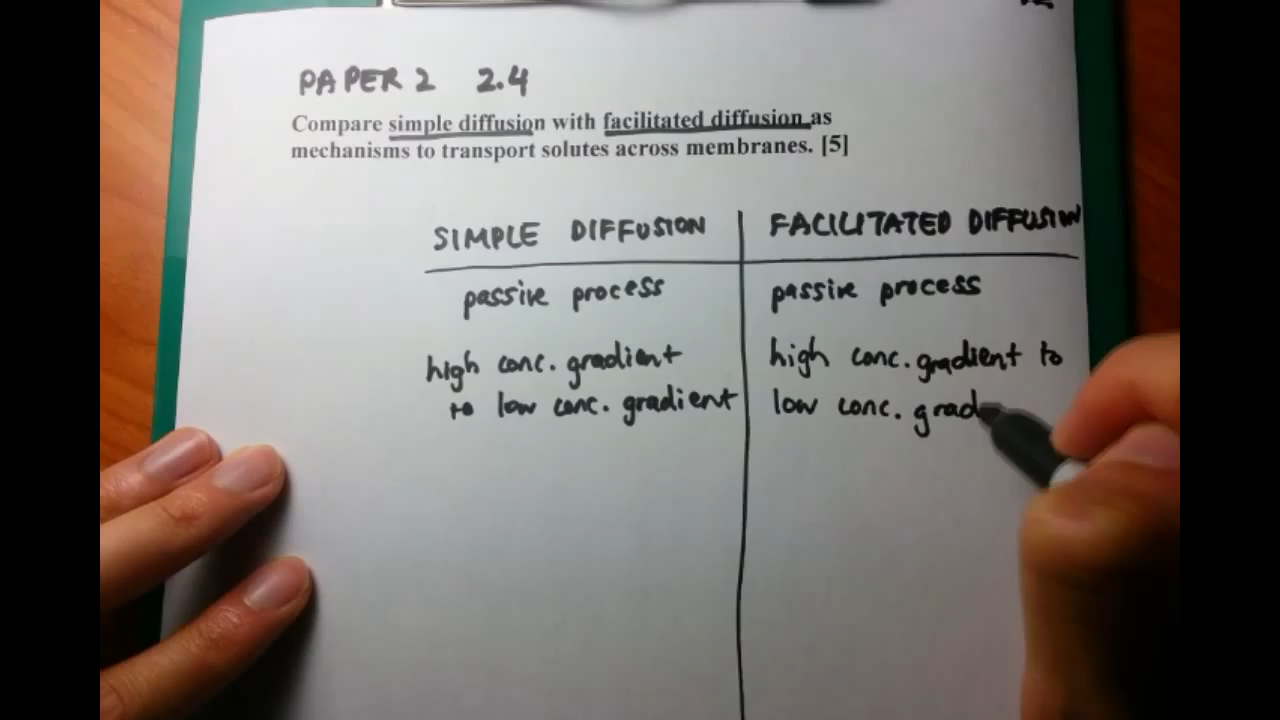 PAPER 2 2.4
Compare simple diffusion with facilitated diffusion as
mechanisms to transport solutes across membranes. [5]
SIMPLE DIFFUSION FACILITATED DIFFUSION
passive process passive process
high conc. gradient high conc. gradient to
to low conc. gradient low conc. grad